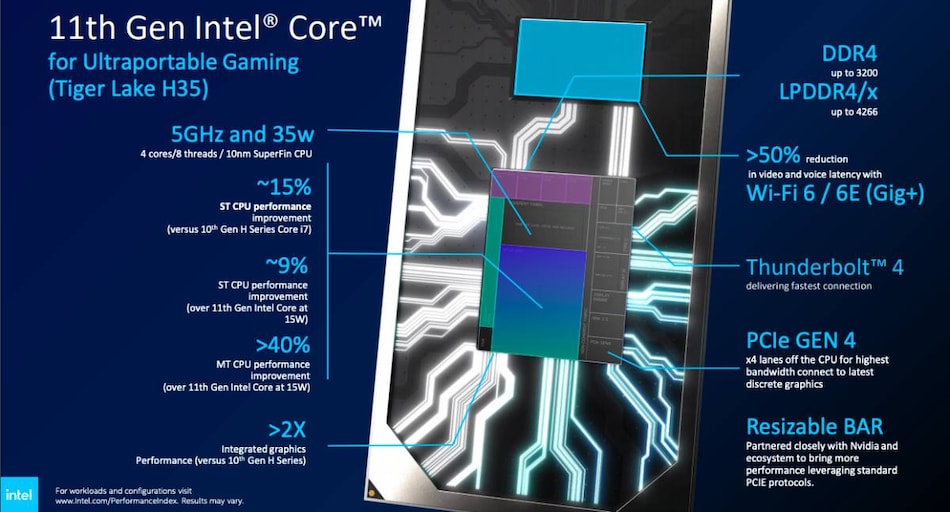 11th Gen Intel® Core™
for Ultraportable Gaming
(Tiger Lake H35)
5GHz and 35w
4 cores/8 threads / 10nm SuperFin CPU
~15%
ST CPU performance
improvement
(versus 10th Gen H Series Core i7)
~9%
ST CPU performance
improvement
(over 11th Gen Intel Core at
15W)
>40%
MT CPU performance
improvement
(over 11th Gen Intel Core at 15W)
>2X
Integrated graphics
Performance (versus 10th Gen H Series)
DDR4
up to 3200
LPDDR4/x
up to 4266
>50% reduction
in video and voice latency with
Wi-Fi 6 / 6E (Gig+)
Thunderbolt™ 4
delivering fastest connection
PCIe GEN 4
x4 lanes off the CPU for highest
bandwidth connect to latest
discrete graphics
Resizable BAR
Partnered closely with Nvidia and
ecosystem to bring more
performance leveraging standard
PCIE protocols.
intel
For workloads and configurations visit
www.Intel.com/PerformanceIndex. Results may vary.